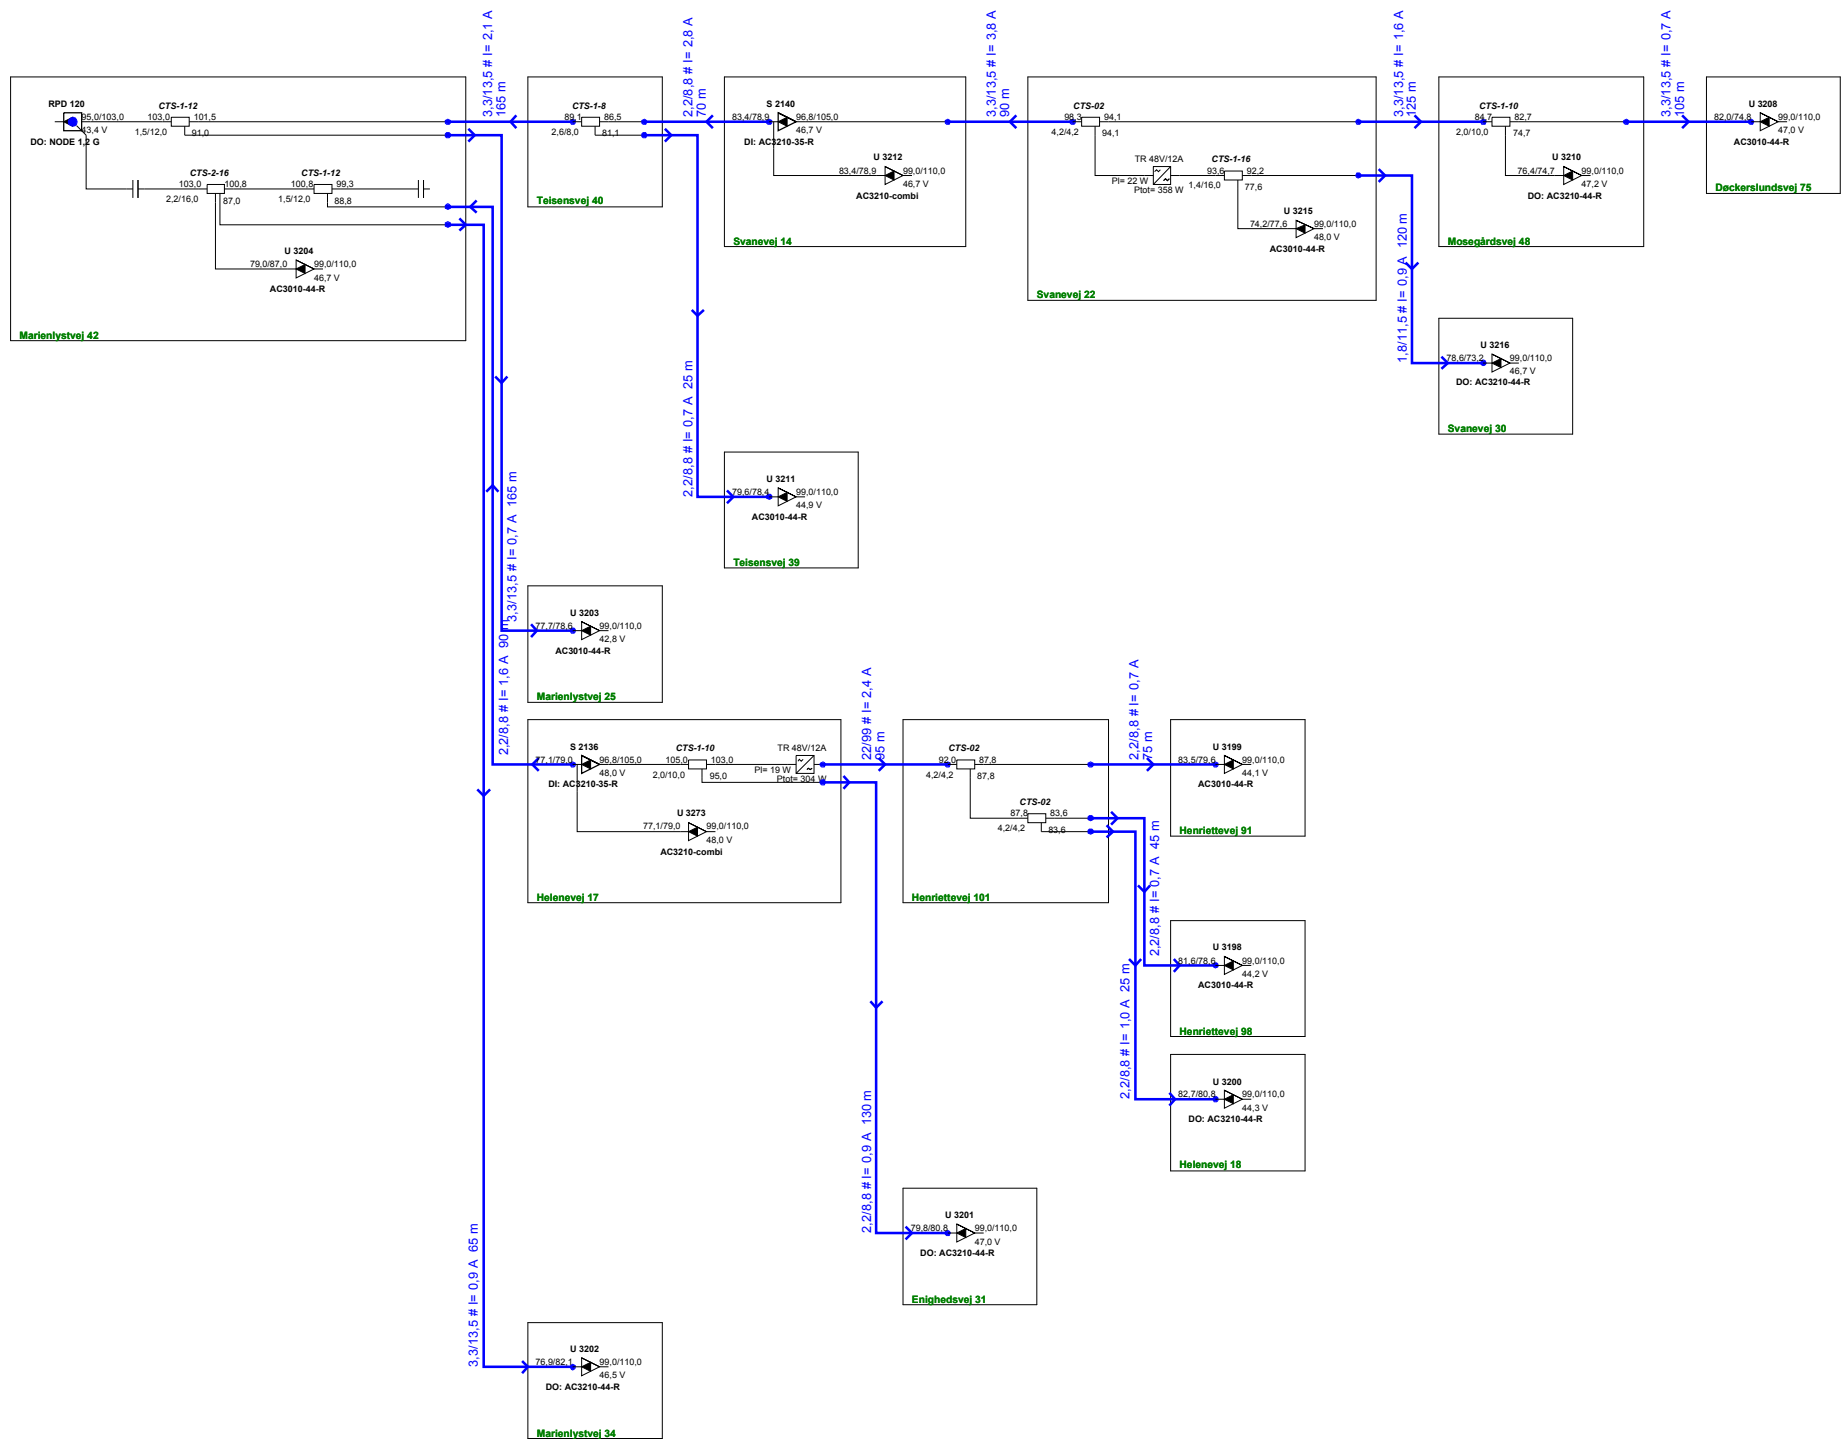 3,3/13,5 # I= 2,1 A
165 m
2,2/8,8 # I= 2,8 A
70 m
3,3/13,5 # I= 3,8 A
90 m
3,3/13,5 # I= 1,6 A
125 m
3,3/13,5 # I= 0,7 A
105 m
RPD 120
95,0/103,0
43,4 V
DO: NODE 1,2 G
CTS-1-12
103,0
101,5
1,5/12,0
91,0
CTS-2-16
103,0
100,8
2,2/16,0
87,0
CTS-1-12
100,8
99,3
1,5/12,0
88,8
U 3204
79,0/87,0
99,0/110,0
46,7 V
AC3010-44-R
Marienlystvej 42
CTS-1-8
89,1
86,5
2,6/8,0
81,1
Teisensvej 40
S 2140
83,4/78,9
96,8/105,0
46,7 V
DI: AC3210-35-R
U 3212
83,4/78,9
99,0/110,0
46,7 V
AC3210-combi
Svanevej 14
CTS-02
98,3
94,1
4,2/4,2
94,1
TR 48V/12A
Pl= 22 W
Ptot= 358 W
CTS-1-16
93,6
92,2
1,4/16,0
77,6
U 3215
74,2/77,6
99,0/110,0
48,0 V
AC3010-44-R
Svanevej 22
CTS-1-10
84,7
82,7
2,0/10,0
74,7
U 3210
76,4/74,7
99,0/110,0
47,2 V
DO: AC3210-44-R
Mosegårdsvej 48
U 3208
82,0/74,8
99,0/110,0
47,0 V
AC3010-44-R
Døckerslundsvej 75
1,8/11,5 # I= 0,9 A  120 m
U 3216
78,6/73,2
99,0/110,0
46,7 V
DO: AC3210-44-R
Svanevej 30
2,2/8,8 # I= 0,7 A  25 m
U 3211
79,6/78,4
99,0/110,0
44,9 V
AC3010-44-R
Teisensvej 39
3,3/13,5 # I= 0,7 A  165 m
U 3203
77,7/78,6
99,0/110,0
42,8 V
AC3010-44-R
Marienlystvej 25
2,2/8,8 # I= 1,6 A  90 m
S 2136
77,1/79,0
96,8/105,0
48,0 V
DI: AC3210-35-R
CTS-1-10
105,0
103,0
2,0/10,0
95,0
TR 48V/12A
Pl= 19 W
Ptot= 304 W
U 3273
77,1/79,0
99,0/110,0
48,0 V
AC3210-combi
Helenevej 17
22/99 # I= 2,4 A
95 m
CTS-02
92,0
87,8
4,2/4,2
87,8
CTS-02
87,8
83,6
4,2/4,2
83,6
Henriettevej 101
2,2/8,8 # I= 0,7 A
75 m
U 3199
83,5/79,6
99,0/110,0
44,1 V
AC3010-44-R
Henriettevej 91
2,2/8,8 # I= 0,7 A  45 m
U 3198
81,6/78,6
99,0/110,0
44,2 V
AC3010-44-R
Henriettevej 98
2,2/8,8 # I= 1,0 A  25 m
U 3200
82,7/80,8
99,0/110,0
44,3 V
DO: AC3210-44-R
Helenevej 18
2,2/8,8 # I= 0,9 A  130 m
U 3201
79,8/80,8
99,0/110,0
47,0 V
DO: AC3210-44-R
Enighedsvej 31
3,3/13,5 # I= 0,9 A  65 m
U 3202
76,9/82,1
99,0/110,0
46,5 V
DO: AC3210-44-R
Marienlystvej 34